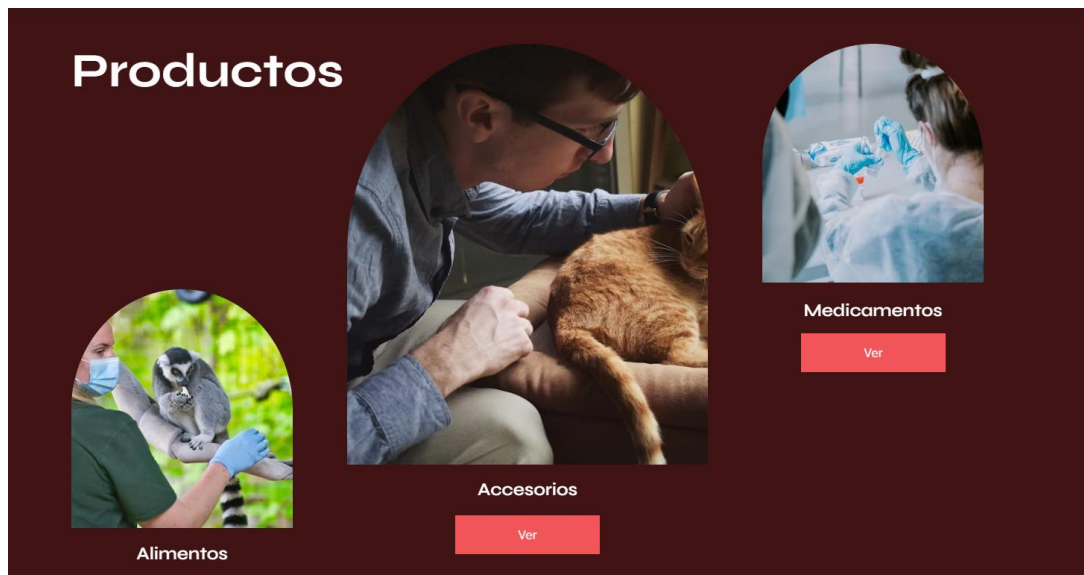 Productos
Alimentos
Accesorios
Ver
Medicamentos
Ver